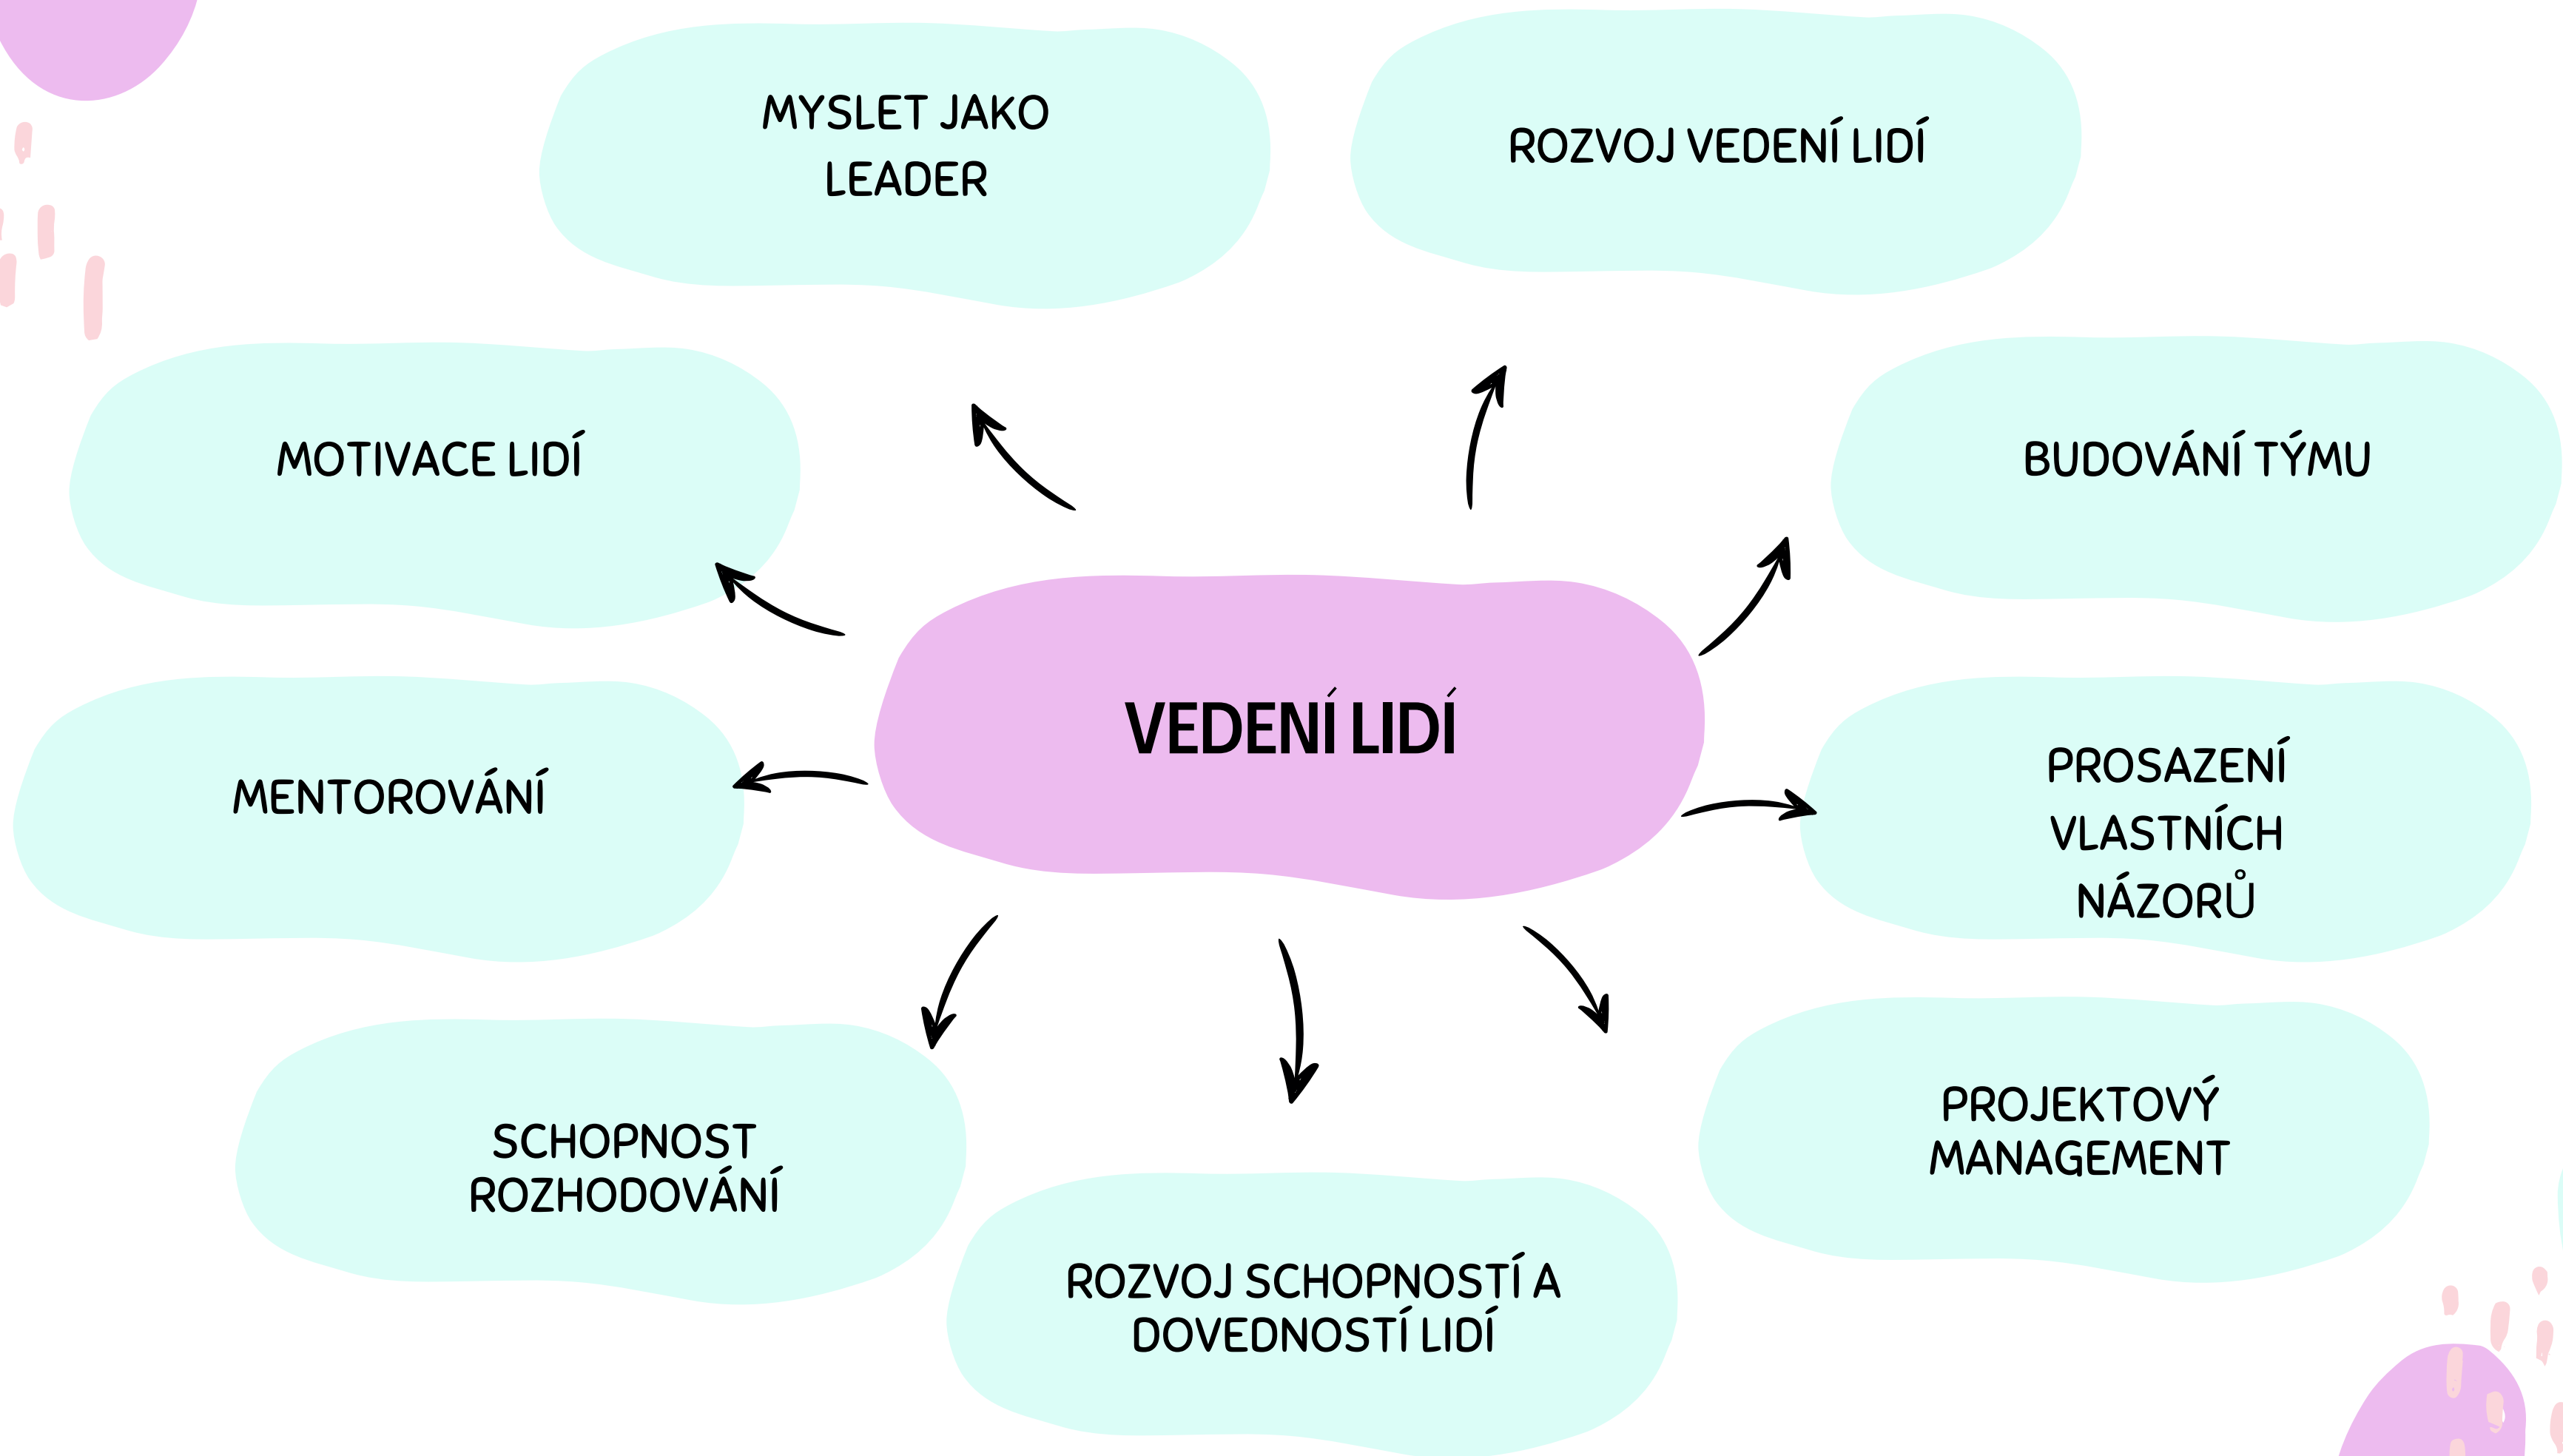 MYSLET JAKO
LEADER
ROZVOJ VEDENÍ LIDÍ
MOTIVACE LIDÍ
BUDOVÁNÍ TÝMU
VEDENÍ LIDÍ
MENTOROVÁNÍ
PROSAZENÍ
VLASTNÍCH
NÁZORŮ
SCHOPNOST
ROZHODOVÁNÍ
PROJEKTOVÝ
MANAGEMENT
ROZVOJ SCHOPNOSTÍ A
DOVEDNOSTÍ LIDÍ